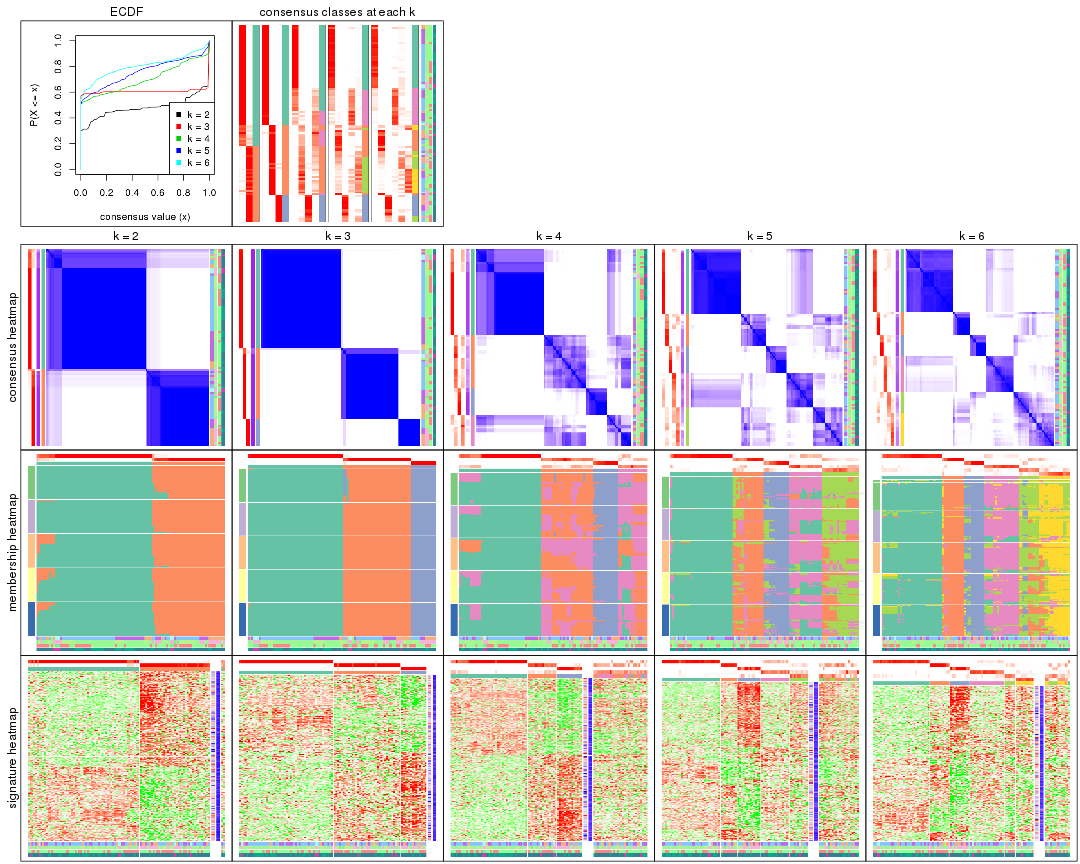 ECDF
consensus classes at each k
P(X <= x)
0.0 0.2 0.4 0.6 0.8 1.0
k = 2
k = 3
k = 4
k = 5
k = 6
0.0 0.2 0.4 0.6 0.8 1.0
consensus value (x)
k = 2
k = 3
k = 4
k = 5
k = 6
consensus heatmap
membership heatmap
signature heatmap